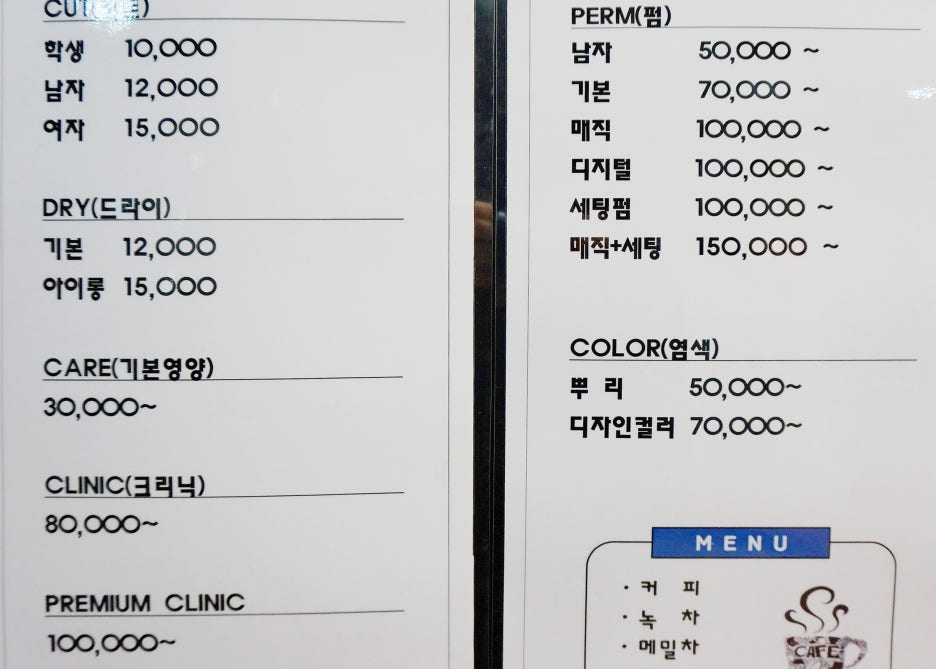 CUT
학생 10,000
남자 12,000
여자 15,000
DRY(드라이)
기본 12,000
아이롱 15,000
CARE(기본영양)
30,000~
CLINIC(크리닉)
80,000~
PREMIUM CLINIC
100,000~
PERM(펌)
남자 50,000 ~
기본 70,000 ~
매직 100,000 ~
디지털 100,000 ~
세팅펌 100,000 ~
매직+세팅 150,000 ~
COLOR(염색)
뿌 리 50,000~
디자인컬러 70,000~
MENU
· 커 피
· 녹 차
· 메밀차
CAFE